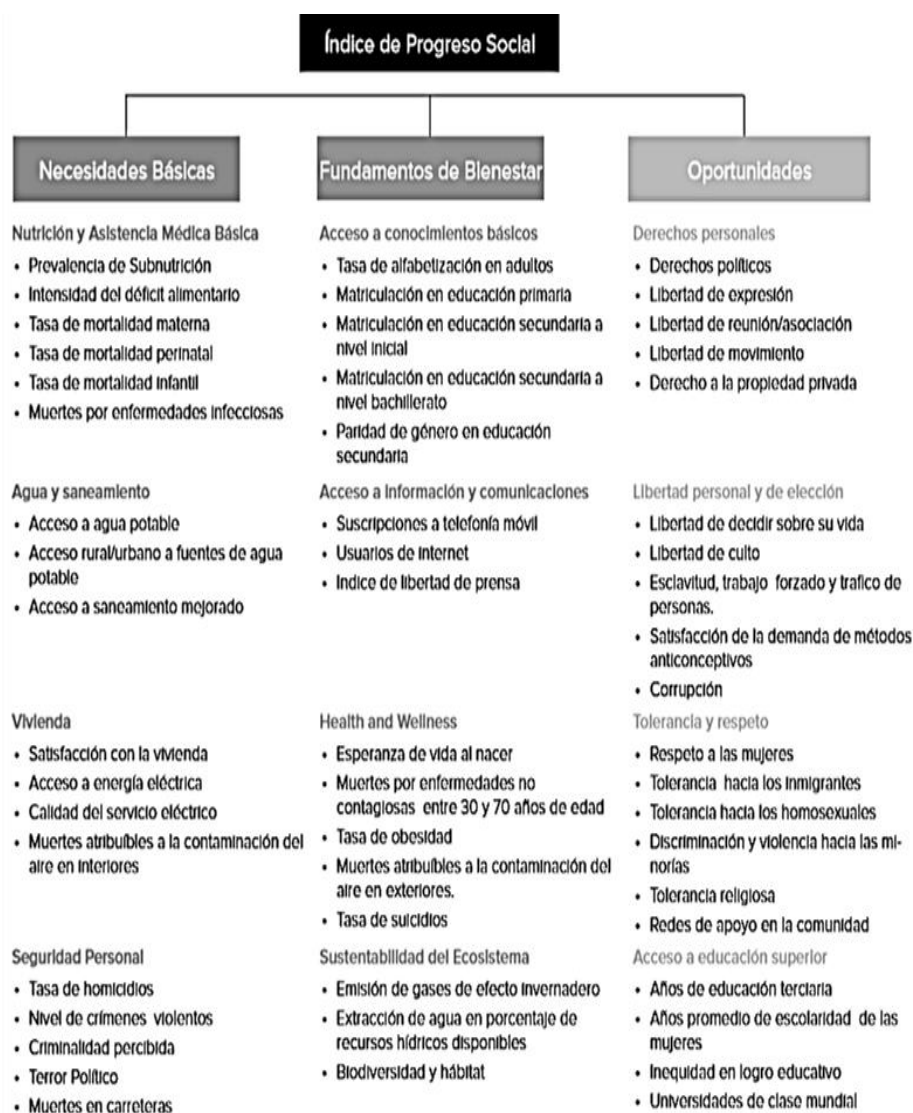 Índice de Progreso Social
Necesidades Básicas
Nutrición y Asistencia Médica Básica
• Prevalencia de Subnutrición
• Intensidad del déficit alimentario
• Tasa de mortalidad materna
• Tasa de mortalidad perinatal
• Tasa de mortalidad infantil
• Muertes por enfermedades infecciosas
Agua y saneamiento
• Acceso a agua potable
• Acceso rural/urbano a fuentes de agua
potable
• Acceso a saneamiento mejorado
Vivienda
• Satisfacción con la vivienda
• Acceso a energía eléctrica
• Calidad del servicio eléctrico
• Muertes atribuibles a la contaminación del
aire en interiores
Seguridad Personal
• Tasa de homicidios
• Nivel de crímenes violentos
• Criminalidad percibida
• Terror Político
• Muertes en carreteras
Fundamentos de Bienestar
Acceso a conocimientos básicos
• Tasa de alfabetización en adultos
• Matriculación en educación primaria
• Matriculación en educación secundaria a
nivel inicial
• Matriculación en educación secundaria a
nivel bachillerato
• Paridad de género en educación
secundaria
Acceso a información y comunicaciones
• Suscripciones a telefonía móvil
• Usuarios de internet
• Indice de libertad de prensa
Health and Wellness
• Esperanza de vida al nacer
• Muertes por enfermedades no
contagiosas entre 30 y 70 años de edad
• Tasa de obesidad
• Muertes atribuibles a la contaminación del
aire en exteriores.
• Tasa de suicidios
Sustentabilidad del Ecosistema
• Emisión de gases de efecto invernadero
• Extracción de agua en porcentaje de
recursos hídricos disponibles
• Biodiversidad y hábitat
Oportunidades
Derechos personales
• Derechos políticos
• Libertad de expresión
• Libertad de reunión/asociación
• Libertad de movimiento
• Derecho a la propiedad privada
Libertad personal y de elección
• Libertad de decidir sobre su vida
• Libertad de culto
• Esclavitud, trabajo forzado y trafico de
personas.
• Satisfacción de la demanda de métodos
anticonceptivos
• Corrupción
Tolerancia y respeto
• Respeto a las mujeres
• Tolerancia hacia los inmigrantes
• Tolerancia hacia los homosexuales
• Discriminación y violencia hacia las mi-
norías
• Tolerancia religiosa
• Redes de apoyo en la comunidad
Acceso a educación superior
• Años de educación terciaria
• Años promedio de escolaridad de las
mujeres
• Inequidad en logro educativo
• Universidades de clase mundial